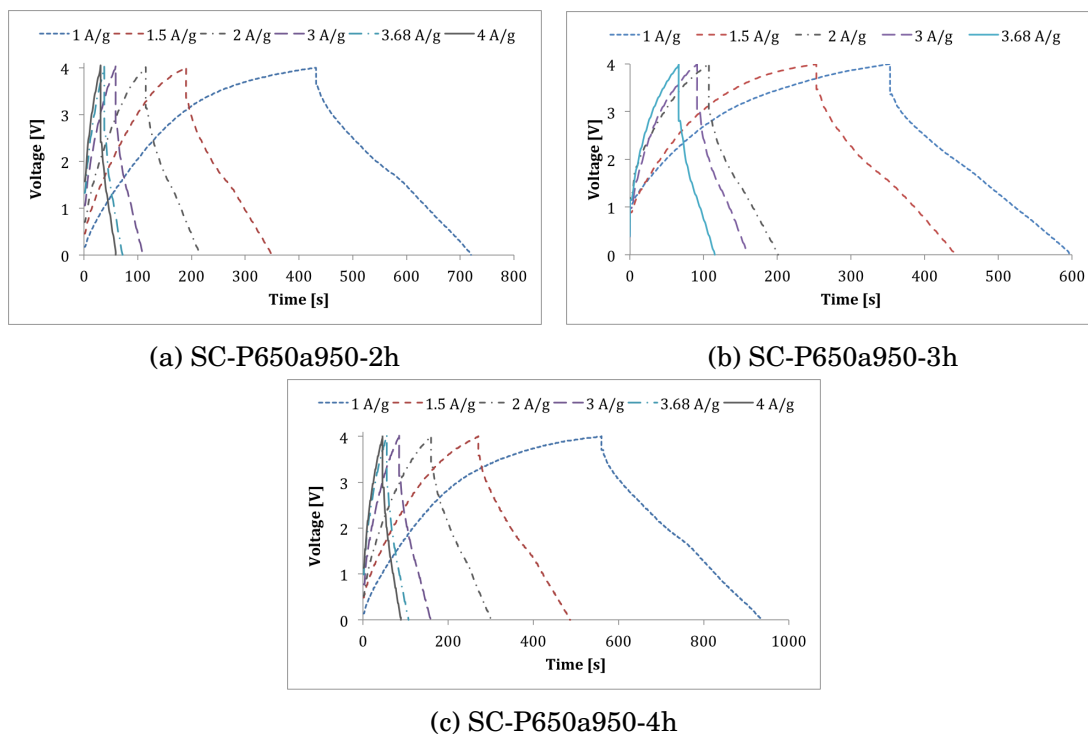 1 A/g 1.5 A/g 2 A/g 3 A/g 3.68 A/g 4 A/g
4
3
2
1
0
Voltage [V]
0 100 200 300 400 500 600 700 800
Time [s]
(a) SC-P650a950-2h
1 A/g 1.5 A/g 2 A/g 3 A/g 3.68 A/g
4
3
2
1
0
Voltage [V]
0 100 200 300 400 500 600
Time [s]
(b) SC-P650a950-3h
1 A/g 1.5 A/g 2 A/g 3 A/g 3.68 A/g 4 A/g
4
3
2
1
0
Voltage [V]
0 200 400 600 800 1000
Time [s]
(c) SC-P650a950-4h